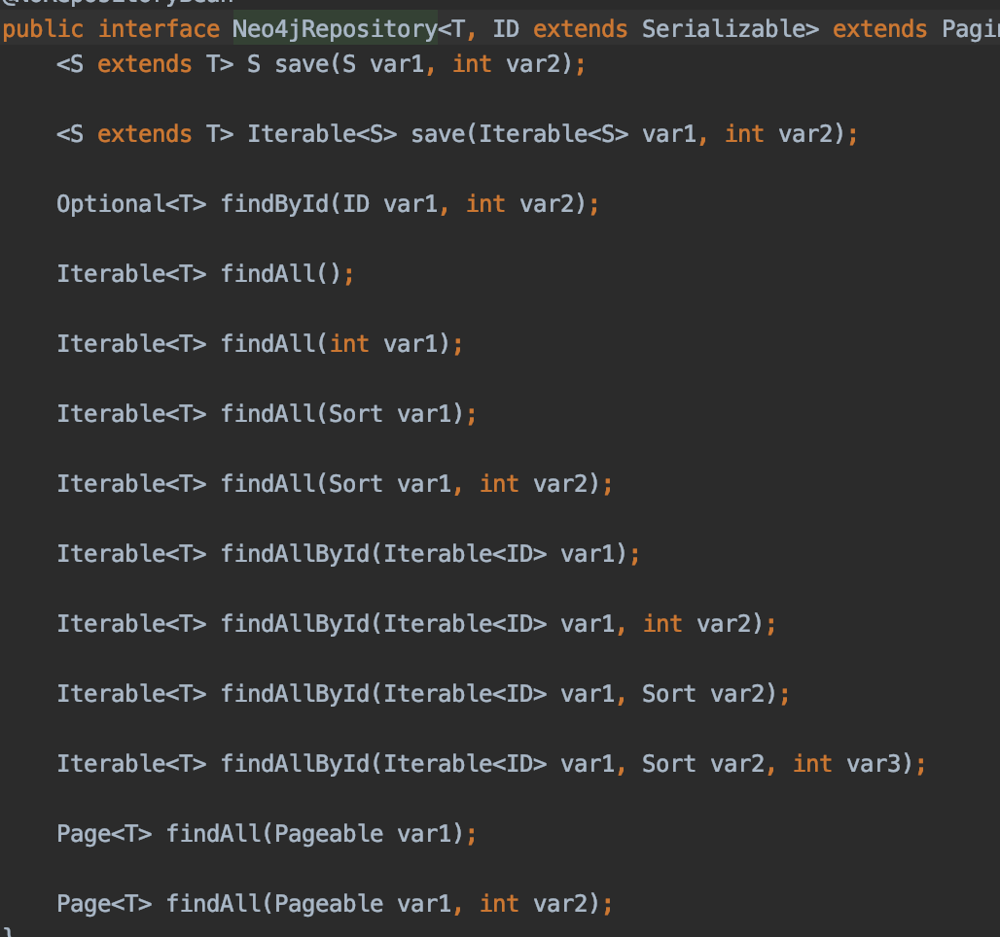 @NoRepositoryBean
public interface Neo4jRepository<T, ID extends Serializable> extends Pagin
<S extends T> S save(S var1, int var2);
<S extends T> Iterable<S> save(Iterable<S> var1, int var2);
Optional<T> findById(ID var1, int var2);
Iterable<T> findAll();
Iterable<T> findAll(int var1);
Iterable<T> findAll(Sort var1);
Iterable<T> findAll(Sort var1, int var2);
Iterable<T> findAllById(Iterable<ID> var1);
Iterable<T> findAllById(Iterable<ID> var1, int var2);
Iterable<T> findAllById(Iterable<ID> var1, Sort var2);
Iterable<T> findAllById(Iterable<ID> var1, Sort var2, int var3);
Page<T> findAll(Pageable var1);
Page<T> findAll(Pageable var1, int var2);
}